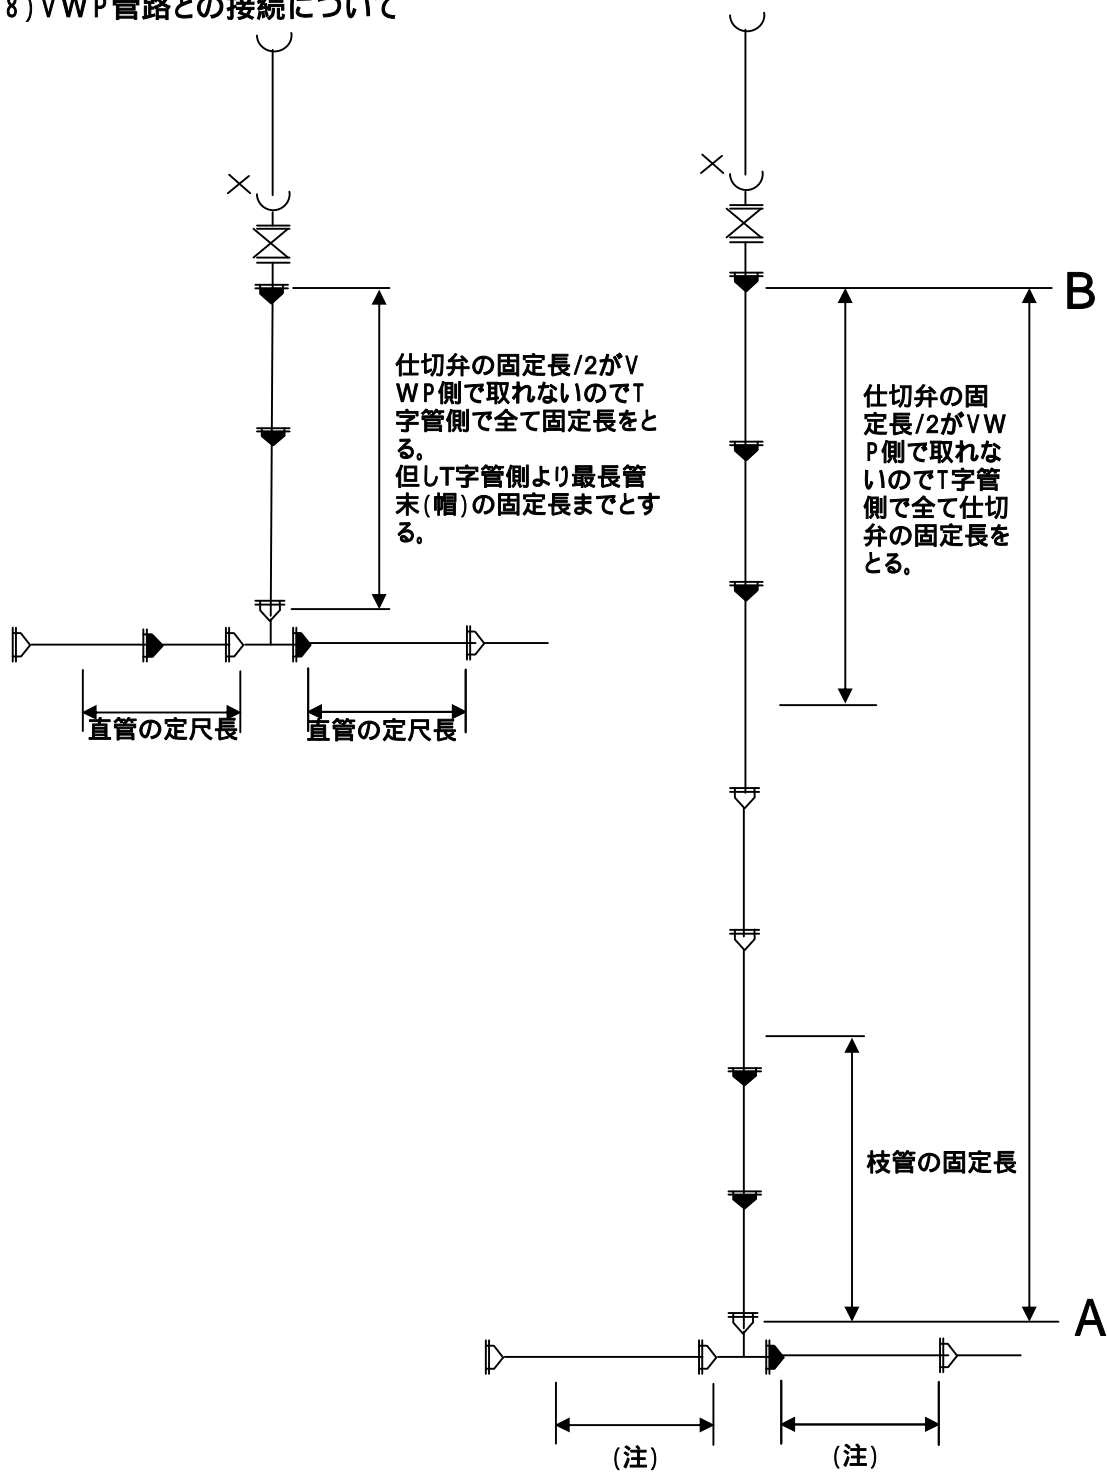 8)VWP管路との接続について
仕切弁の固定長/2がV
WP側で取れないのでT
字管側で全て固定長をと
る。
但しT字管側より最長管
末(帽)の固定長までとす
る。
直管の定尺長
直管の定尺長
B
仕切弁の固
定長/2がVW
P側で取れな
いのでT字管
側で全て仕切
弁の固定長を
とる。
枝管の固定長
A
(注)
(注)